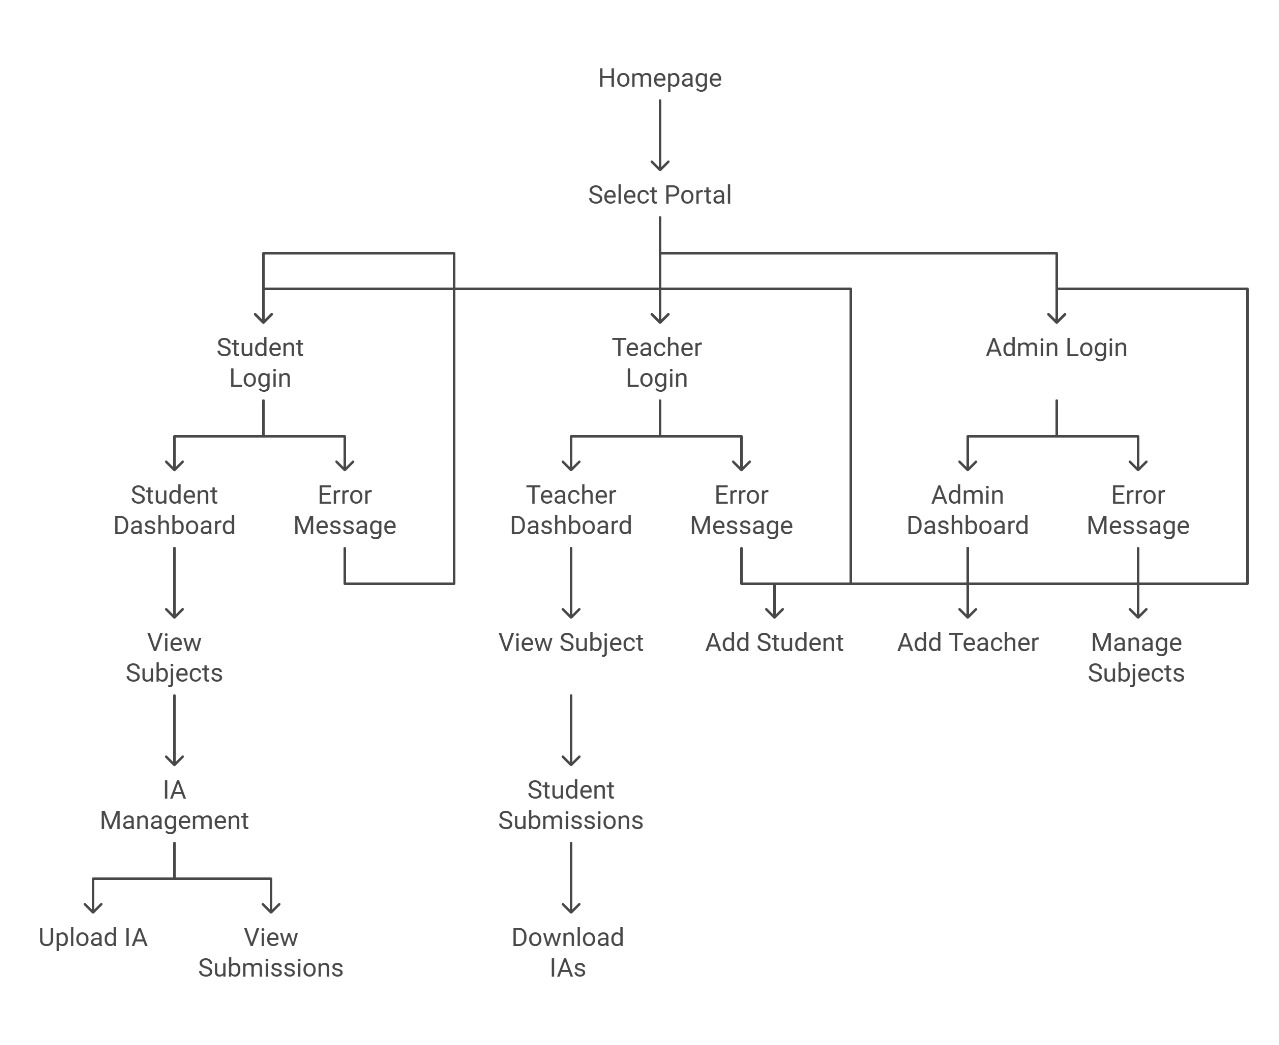 Homepage
Select Portal
Student
Login
Teacher
Login
Admin Login
Student
Dashboard
Error
Message
Teacher
Dashboard
Error
Message
Admin
Dashboard
Error
Message
View
Subjects
View Subject
Add Student
Add Teacher
Manage
Subjects
IA
Management
Student
Submissions
Upload IA
View
Submissions
Download
IAs